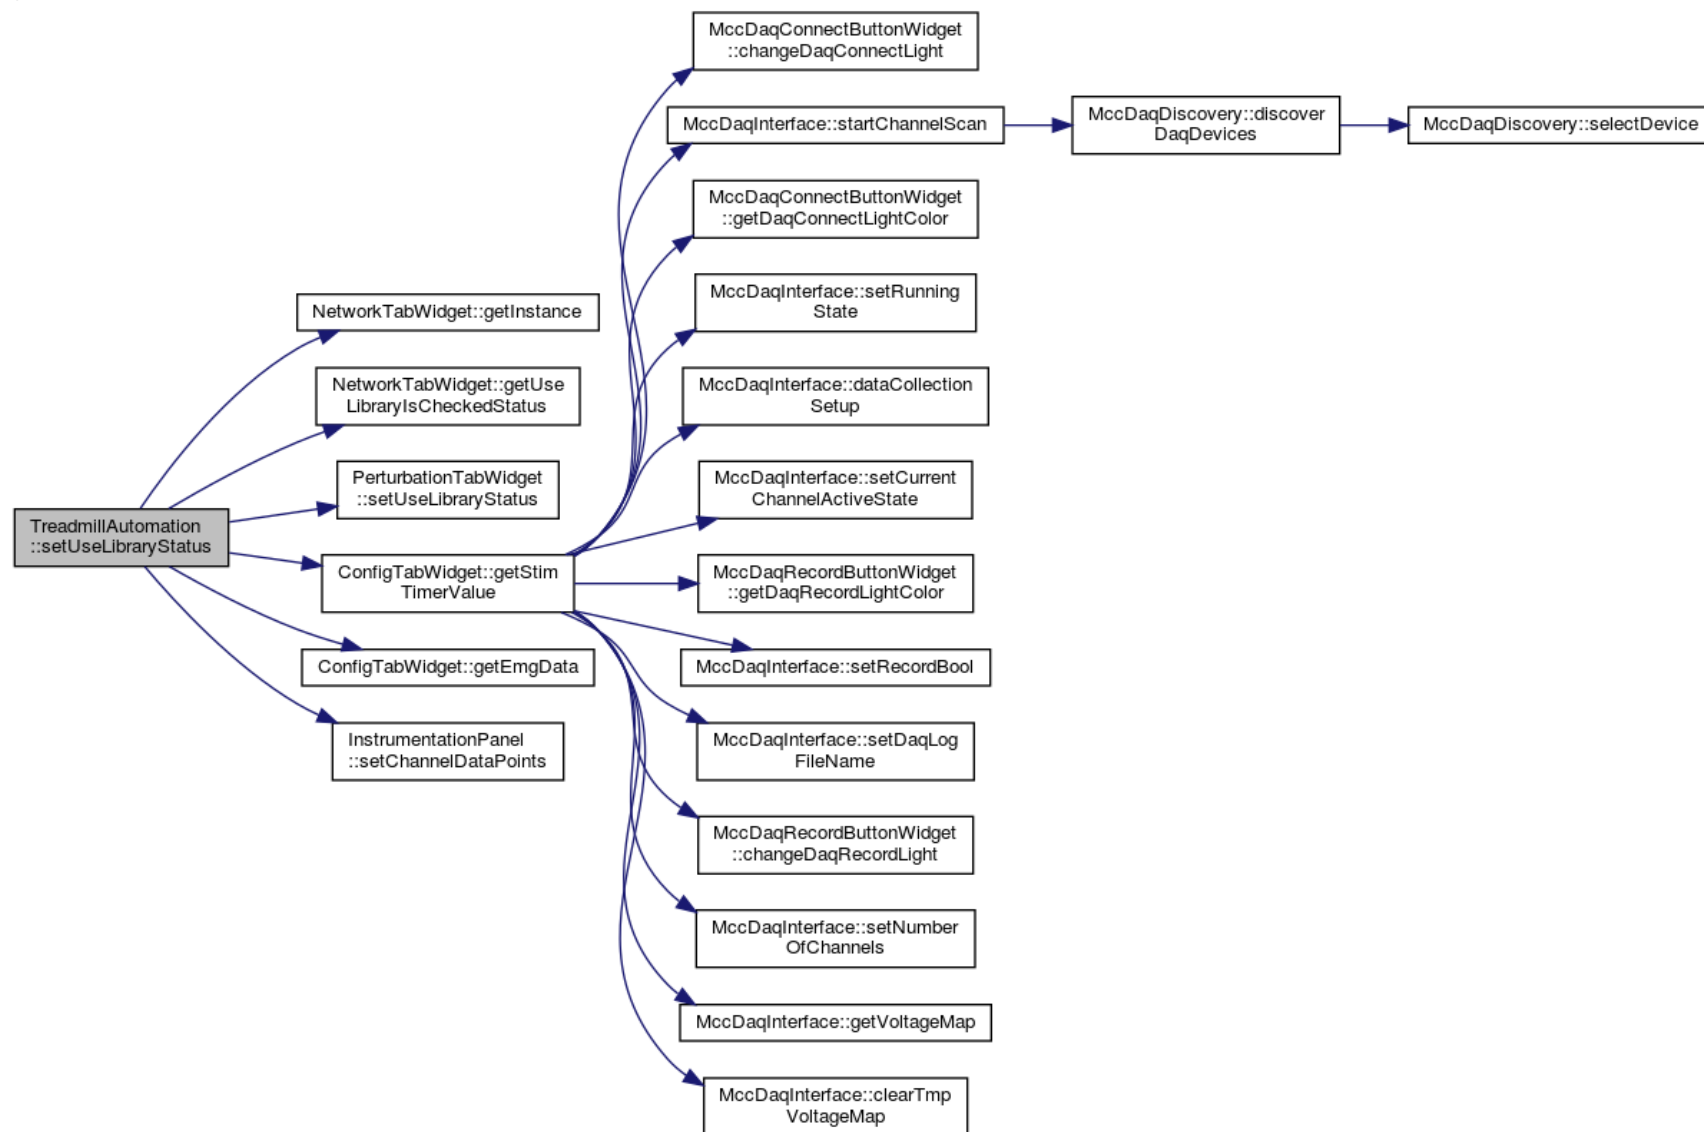 MccDaqConnectButtonWidget
::changeDaqConnectLight
MccDaqInterface::startChannelScan
MccDaqDiscovery::discover
DaqDevices
MccDaqDiscovery::selectDevice
MccDaqConnectButtonWidget
::getDaqConnectLightColor
MccDaqInterface::setRunning
State
NetworkTabWidget::getInstance
NetworkTabWidget::getUse
LibraryIsCheckedStatus
MccDaqInterface::dataCollection
Setup
PerturbationTabWidget
::setUseLibraryStatus
MccDaqInterface::setCurrent
ChannelActiveState
TreadmillAutomation
::setUseLibraryStatus
ConfigTabWidget::getStim
TimerValue
MccDaqRecordButtonWidget
::getDaqRecordLightColor
ConfigTabWidget::getEmgData
MccDaqInterface::setRecordBool
InstrumentationPanel
::setChannelDataPoints
MccDaqInterface::setDaqLog
FileName
MccDaqRecordButtonWidget
::changeDaqRecordLight
MccDaqInterface::setNumber
OfChannels
MccDaqInterface::getVoltageMap
MccDaqInterface::clearTmp
VoltageMap